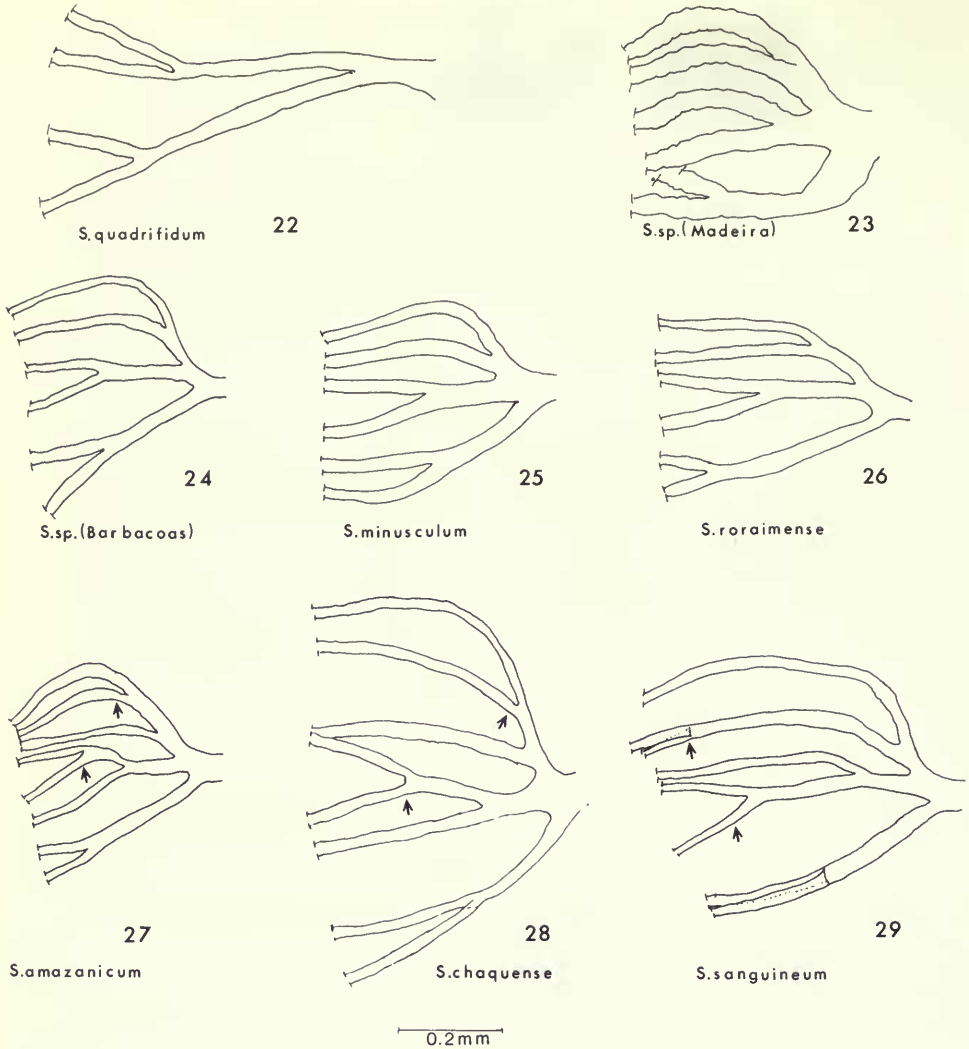 S.quadrifidum
22
S.sp.(Madeira)
23
24
S.sp.(Barbacoas)
25
S.minusculum
26
S.roraimense
27
S.amazanicum
28
S.chaquense
29
S.sanguineum
0.2mm